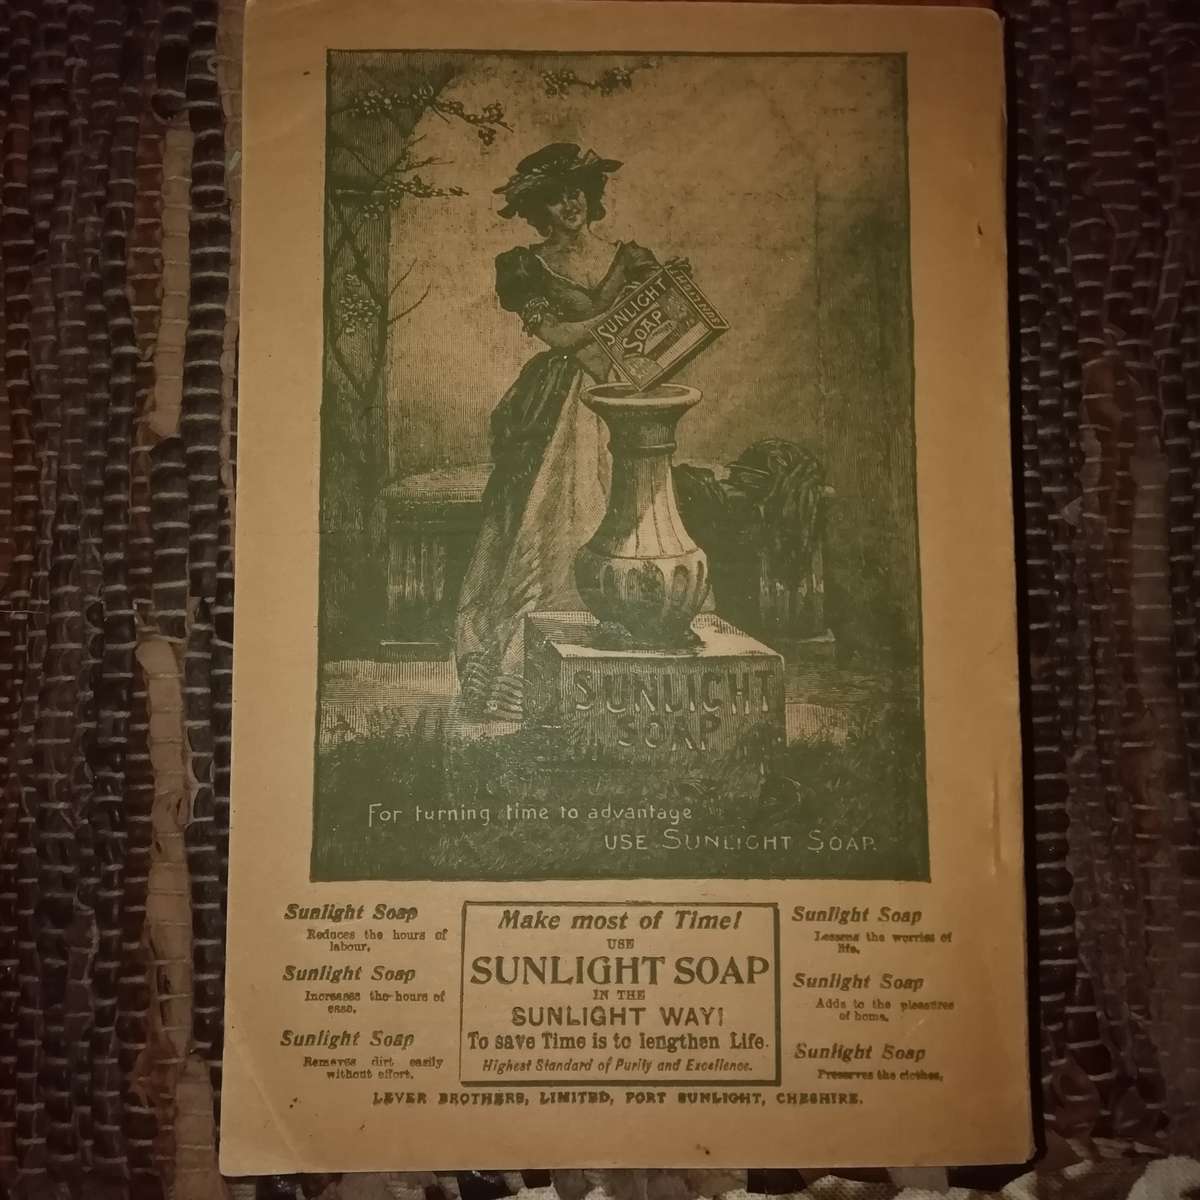 SUNLIGHT
SOAP
SUNLIGHT
SOAP
For turning time to advantage
USE SUNLIGHT SOAP.
Sunlight Soap
Reduces the hours of
labour.
Sunlight Soap
Increases the hours of
ease.
Sunlight Soap
Removes dirt easily
without effort.
Make most of Time!
USE
SUNLIGHT SOAP
IN THE
SUNLIGHT WAY!
To save Time is to lengthen Life.
Highest Standard of Purity and Excellence.
Sunlight Soap
Lessens the worries of
life.
Sunlight Soap
Adds to the pleasures
of home.
Sunlight Soap
Preserves the clothes.
LEVER BROTHERS, LIMITED, PORT SUNLIGHT, CHESHIRE.